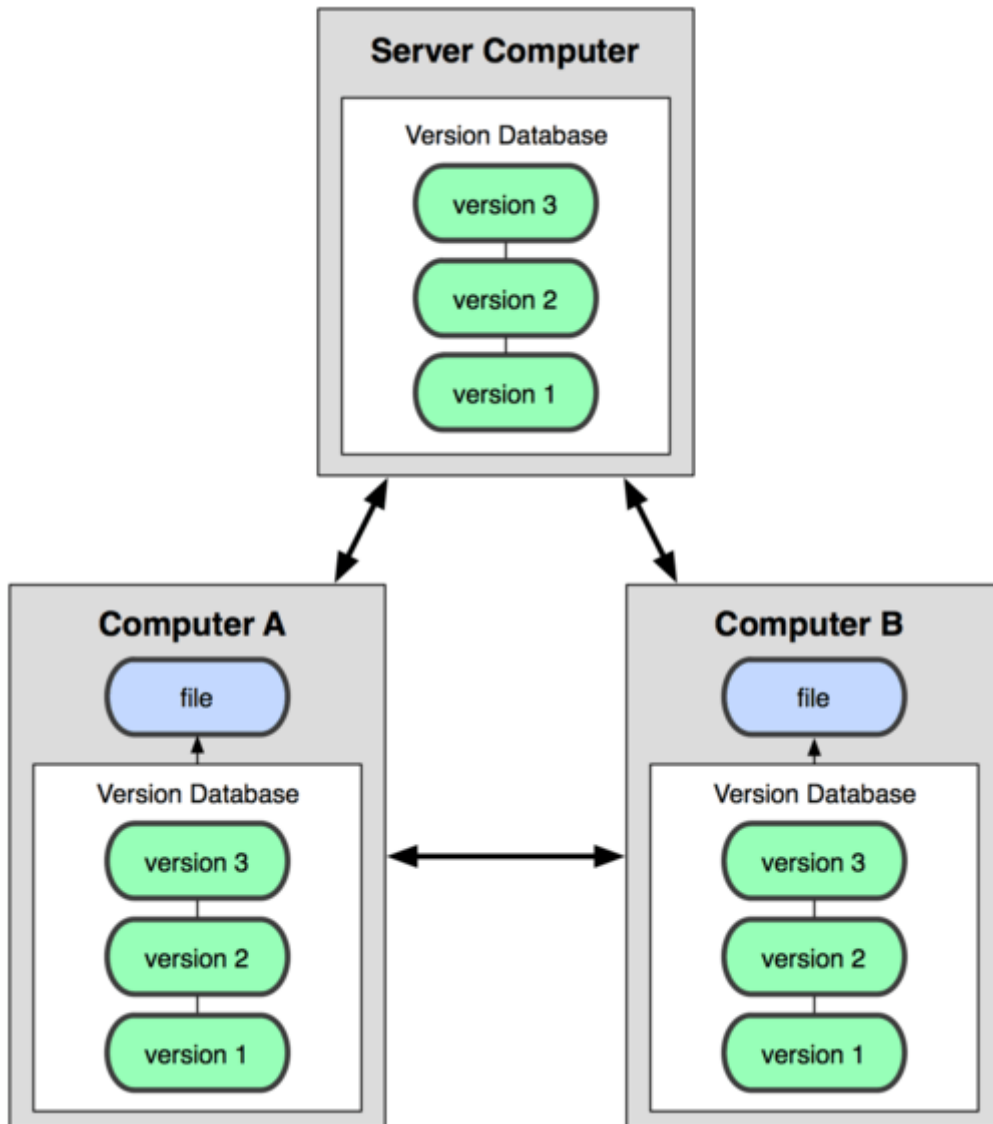 Server Computer
Version Database
version 3
version 2
version 1
Computer A
file
Version Database
version 3
version 2
version 1
Computer B
file
Version Database
version 3
version 2
version 1